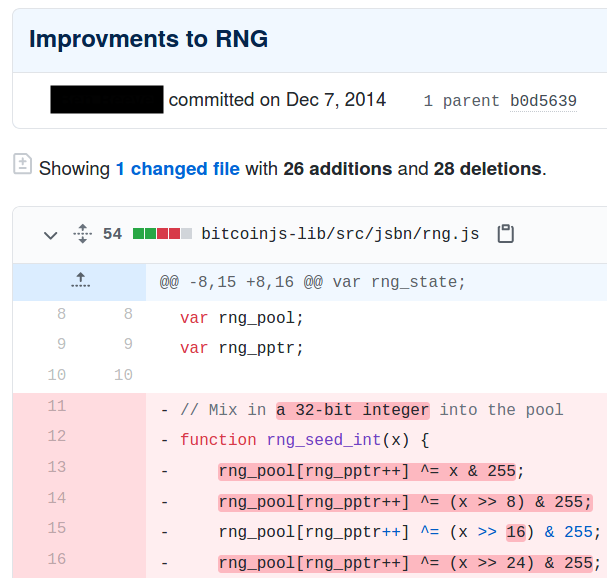 Improvments to RNG
committed on Dec 7, 2014 1 parent b0d5639
Showing 1 changed file with 26 additions and 28 deletions.
54 bitcoinjs-lib/src/jsbn/rng.js
@@ -8,15 +8,16 @@ var rng_state;
8 8 var rng_pool;
9 9 var rng_pptr;
10 10
11 - // Mix in a 32-bit integer into the pool
12 - function rng_seed_int(x) {
13 - rng_pool[rng_pptr++] ^= x & 255;
14 - rng_pool[rng_pptr++] ^= (x >> 8) & 255;
15 - rng_pool[rng_pptr++] ^= (x >> 16) & 255;
16 - rng_pool[rng_pptr++] ^= (x >> 24) & 255;